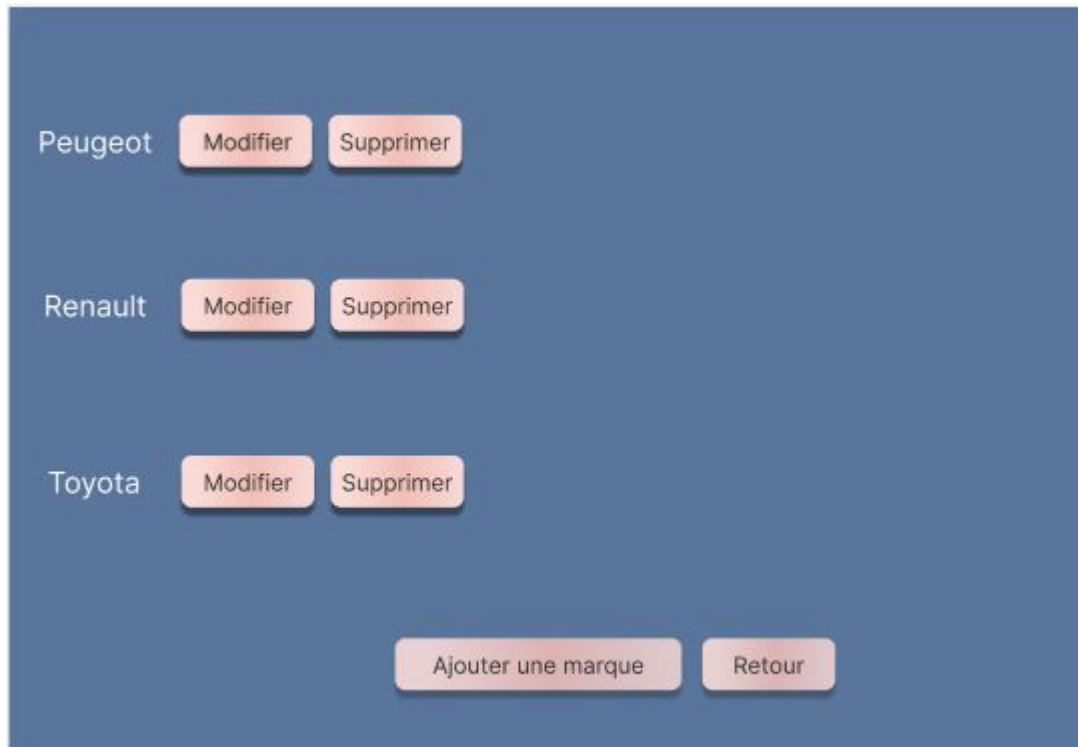 Peugeot Modifier Supprimer
Renault Modifier Supprimer
Toyota Modifier Supprimer
Ajouter une marque Retour